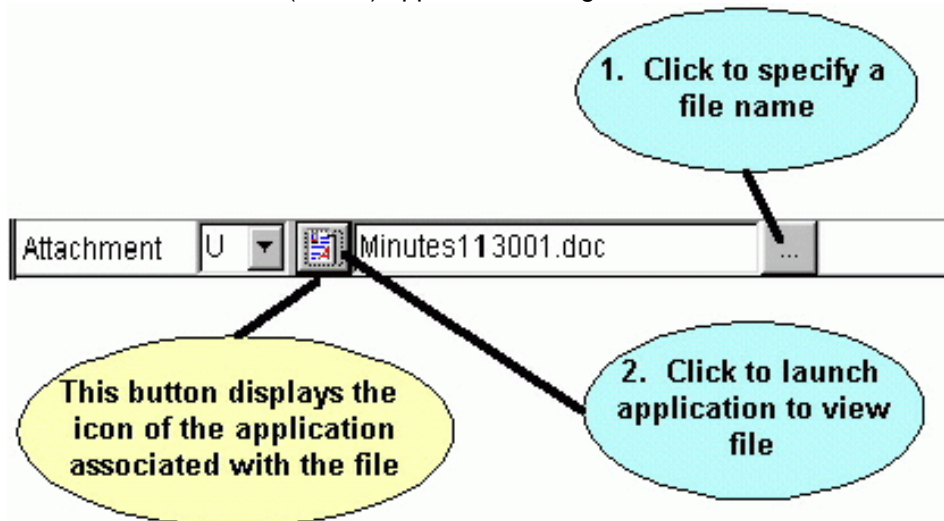 1. Click to specify a
file name
Attachment U Minutes113001.doc ...
This button displays the
icon of the application
associated with the file
2. Click to launch
application to view
file